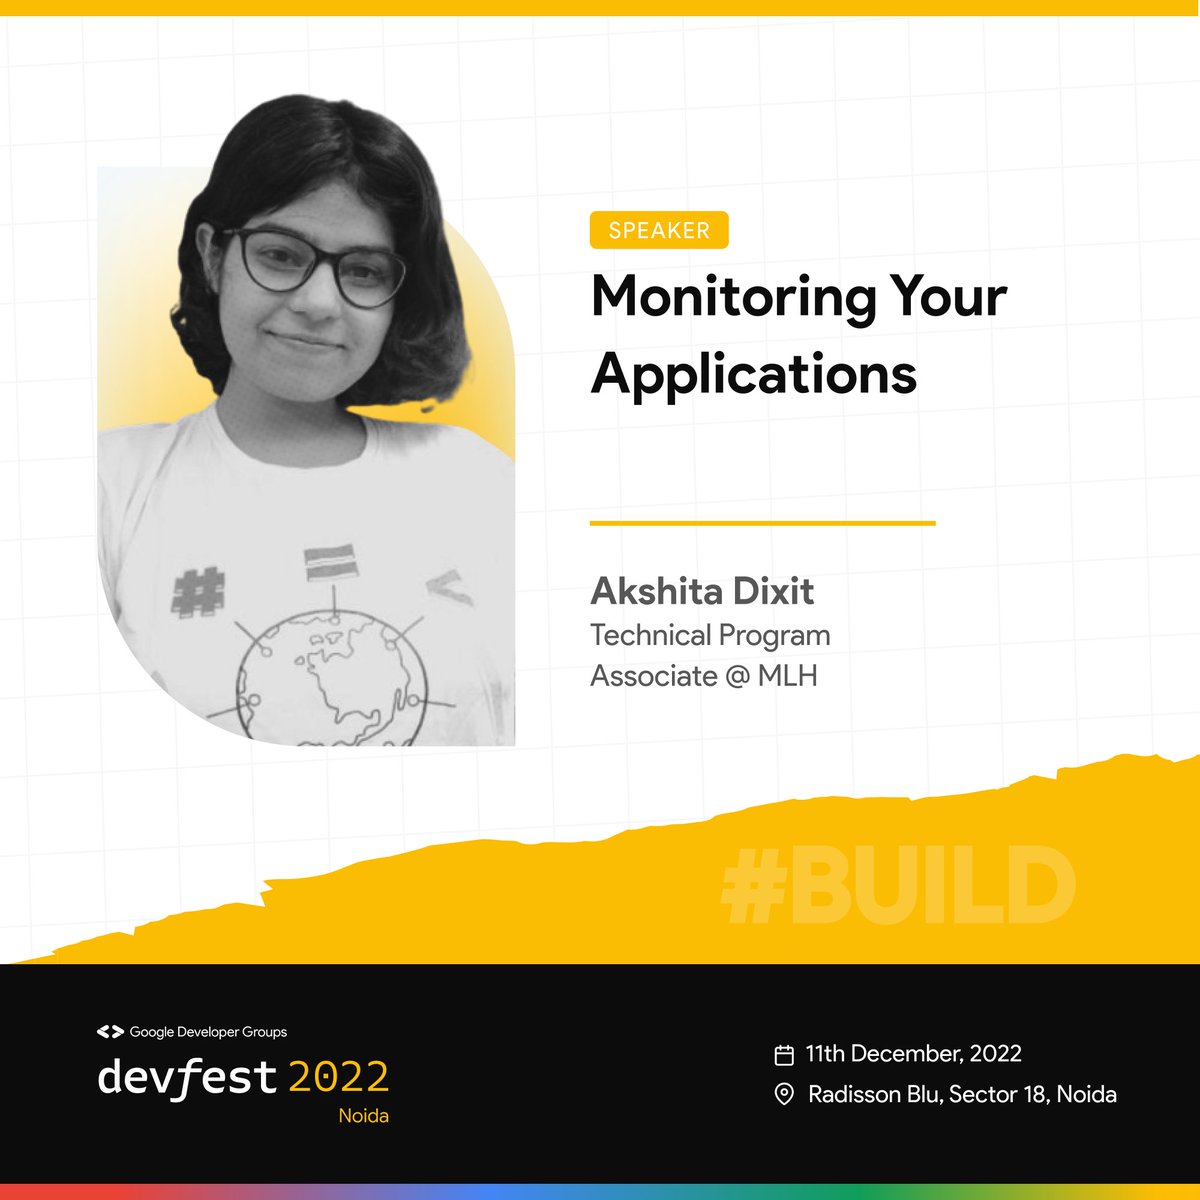 SPEAKER
Monitoring Your
Applications
Akshita Dixit
Technical Program
Associate @ MLH
#BUILD
Google Developer Groups
devfest 2022
Noida
11th December, 2022
Radisson Blu, Sector 18, Noida